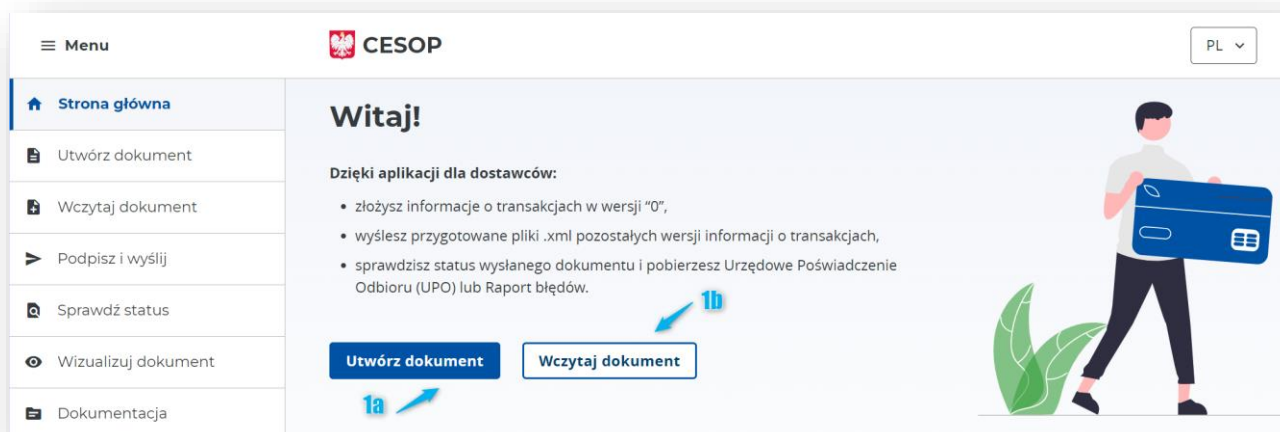 Menu
CESOP
PL
Strona główna
Utwórz dokument
Wczytaj dokument
Podpisz i wyślij
Sprawdź status
Wizualizuj dokument
Dokumentacja
Witaj!
Dzięki aplikacji dla dostawców:
• złożysz informacje o transakcjach w wersji “0”,
• wyślesz przygotowane pliki .xml pozostałych wersji informacji o transakcjach,
• sprawdzisz status wysłanego dokumentu i pobierzesz Urzędowe Poświadczenie
Odbioru (UPO) lub Raport błędów.
1b
Utwórz dokument
Wczytaj dokument
1a